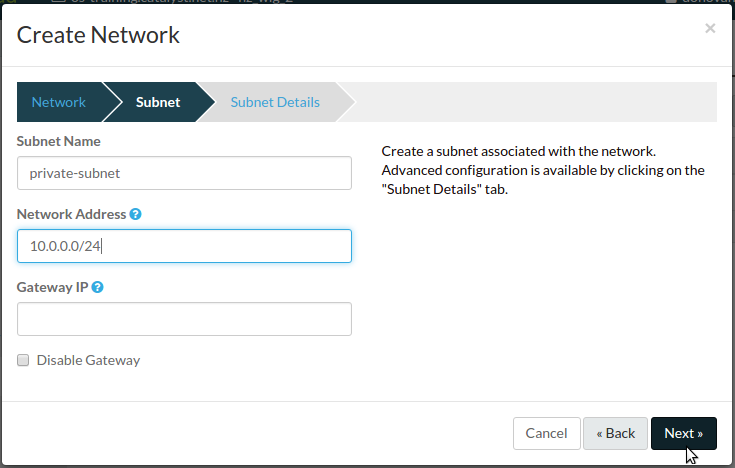 Create Network
×
Network
Subnet
Subnet Details
Subnet Name
private-subnet
Create a subnet associated with the network.
Advanced configuration is available by clicking on the
"Subnet Details" tab.
Network Address ?
10.0.0.0/24
Gateway IP ?
Disable Gateway
Cancel
« Back
Next »